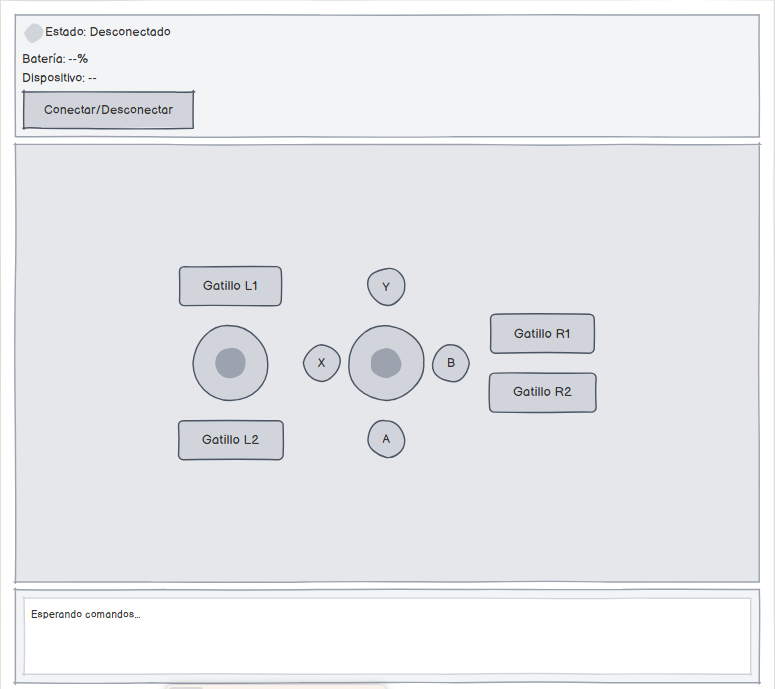 Estado: Desconectado
Batería: --%
Dispositivo: --
Conectar/Desconectar
Gatillo L1
Y
Gatillo R1
X
B
Gatillo R2
Gatillo L2
A
Esperando comandos...